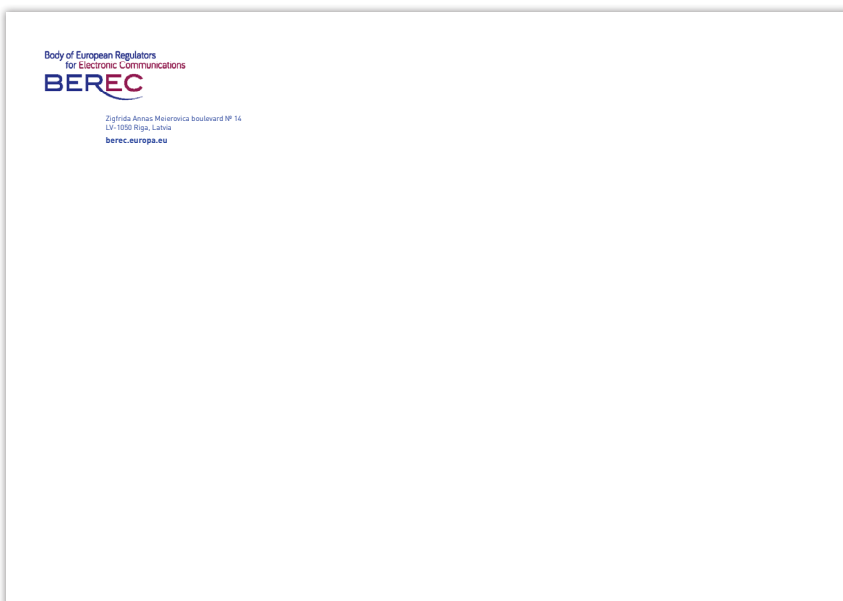 Body of European Regulators
for Electronic Communications
BEREC
Zigfrida Annas Meierovica boulevard № 14
LV-1050 Riga, Latvia
berec.europa.eu